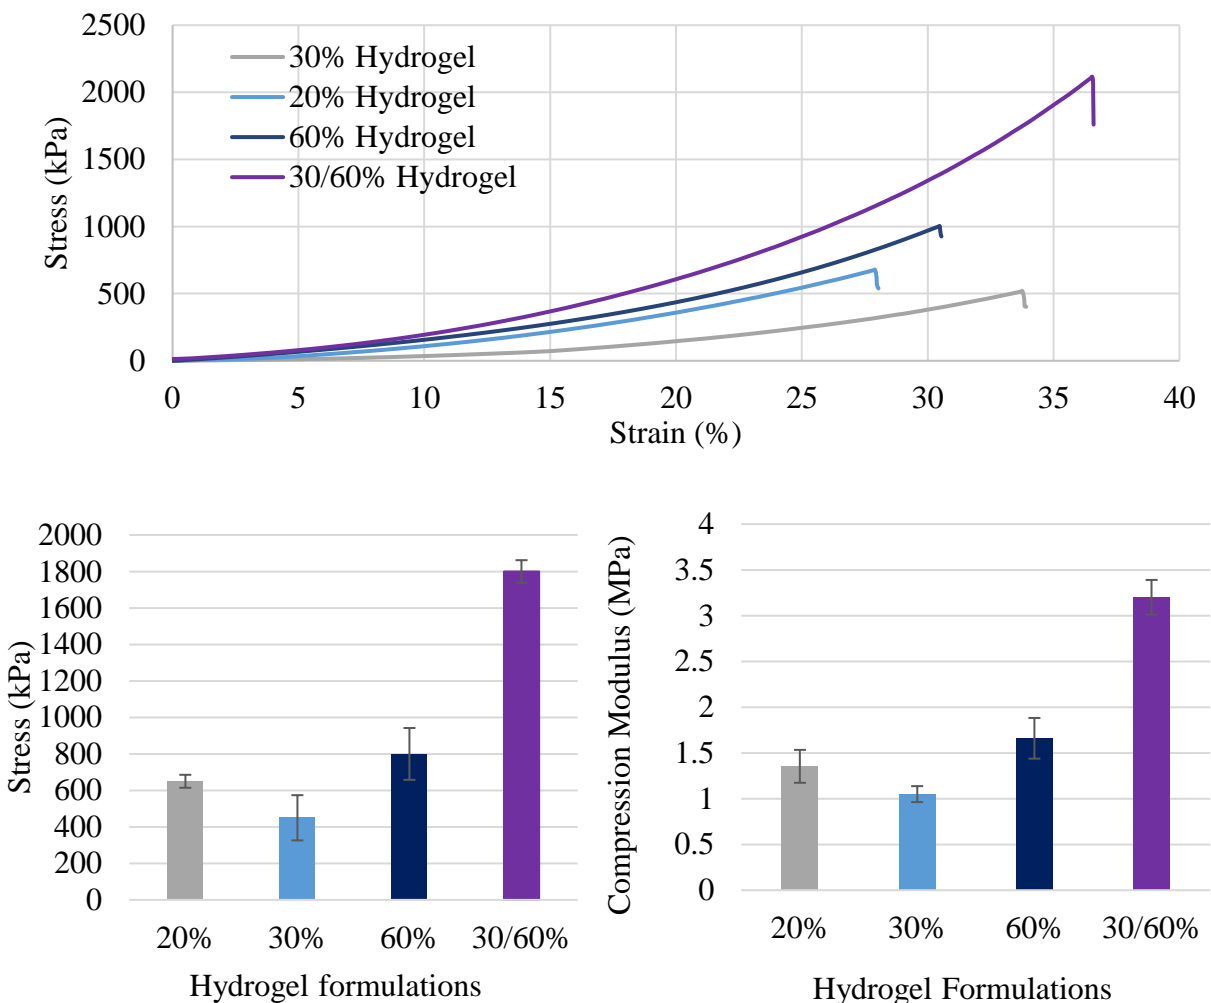 2500
2000
1500
1000
500
0
Stress (kPa)
30% Hydrogel
20% Hydrogel
60% Hydrogel
30/60% Hydrogel
0 5 10 15 20 25 30 35 40
Strain (%)
2000
1800
1600
1400
1200
1000
800
600
400
200
0
Stress (kPa)
20% 30% 60% 30/60%
Hydrogel formulations
4
3.5
3
2.5
2
1.5
1
0.5
0
Compression Modulus (MPa)
20% 30% 60% 30/60%
Hydrogel Formulations